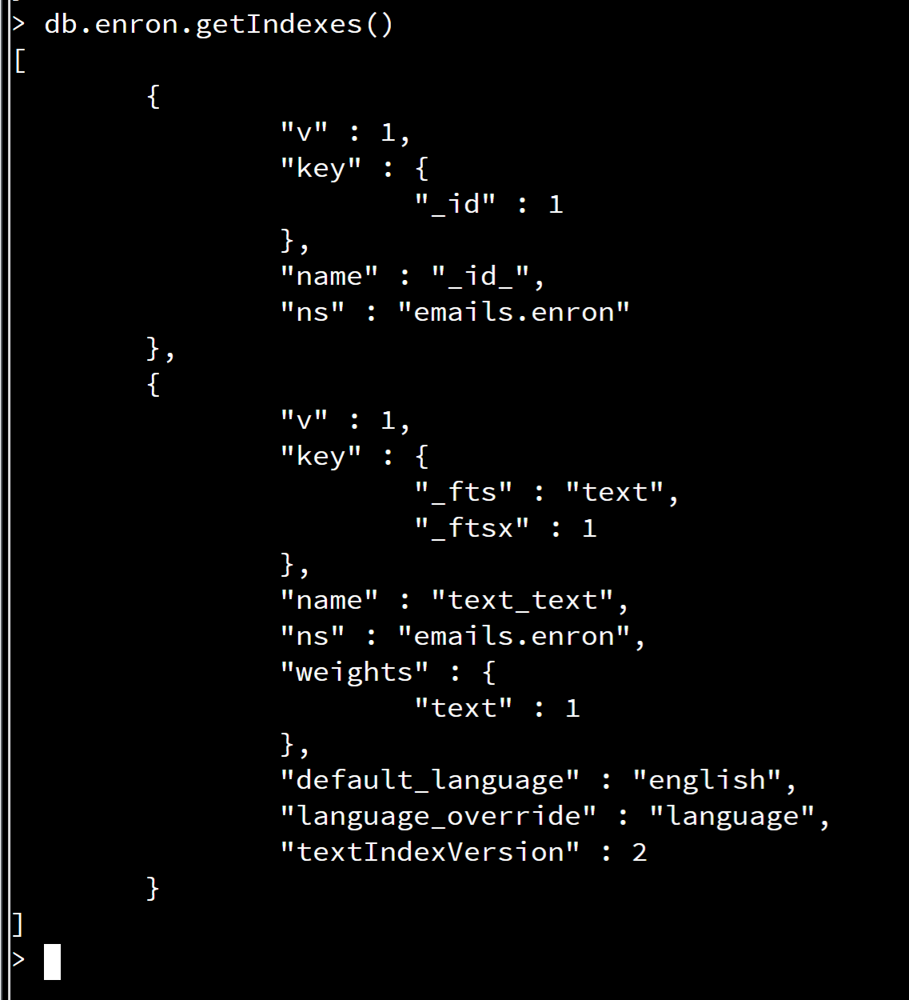 > db.enron.getIndexes()
[
{
"v" : 1,
"key" : {
"_id" : 1
},
"name" : "_id_",
"ns" : "emails.enron"
},
{
"v" : 1,
"key" : {
"_fts" : "text",
"_ftsx" : 1
},
"name" : "text_text",
"ns" : "emails.enron",
"weights" : {
"text" : 1
},
"default_language" : "english",
"language_override" : "language",
"textIndexVersion" : 2
}
]
>